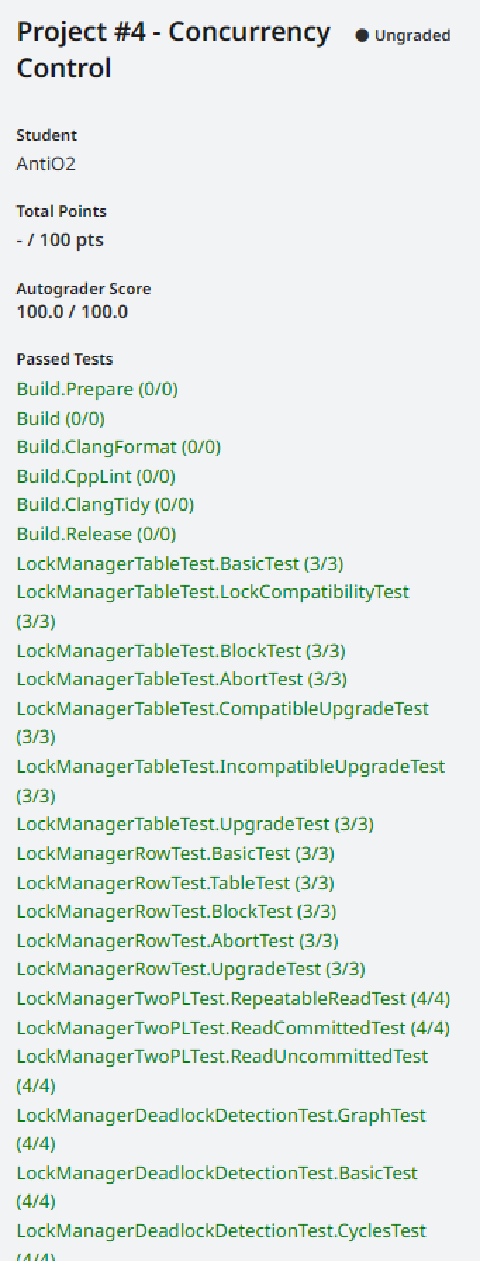 Project #4 - Concurrency
Control
Ungraded
Student
AntiO2
Total Points
- / 100 pts
Autograder Score
100.0 / 100.0
Passed Tests
Build.Prepare (0/0)
Build (0/0)
Build.ClangFormat (0/0)
Build.CppLint (0/0)
Build.ClangTidy (0/0)
Build.Release (0/0)
LockManagerTableTest.BasicTest (3/3)
LockManagerTableTest.LockCompatibilityTest
(3/3)
LockManagerTableTest.BlockTest (3/3)
LockManagerTableTest.AbortTest (3/3)
LockManagerTableTest.CompatibleUpgradeTest
(3/3)
LockManagerTableTest.IncompatibleUpgradeTest
(3/3)
LockManagerTableTest.UpgradeTest (3/3)
LockManagerRowTest.BasicTest (3/3)
LockManagerRowTest.TableTest (3/3)
LockManagerRowTest.BlockTest (3/3)
LockManagerRowTest.AbortTest (3/3)
LockManagerRowTest.UpgradeTest (3/3)
LockManagerTwoPLTest.RepeatableReadTest (4/4)
LockManagerTwoPLTest.ReadCommittedTest (4/4)
LockManagerTwoPLTest.ReadUncommittedTest
(4/4)
LockManagerDeadlockDetectionTest.GraphTest
(4/4)
LockManagerDeadlockDetectionTest.BasicTest
(4/4)
LockManagerDeadlockDetectionTest.CyclesTest
(4/4)